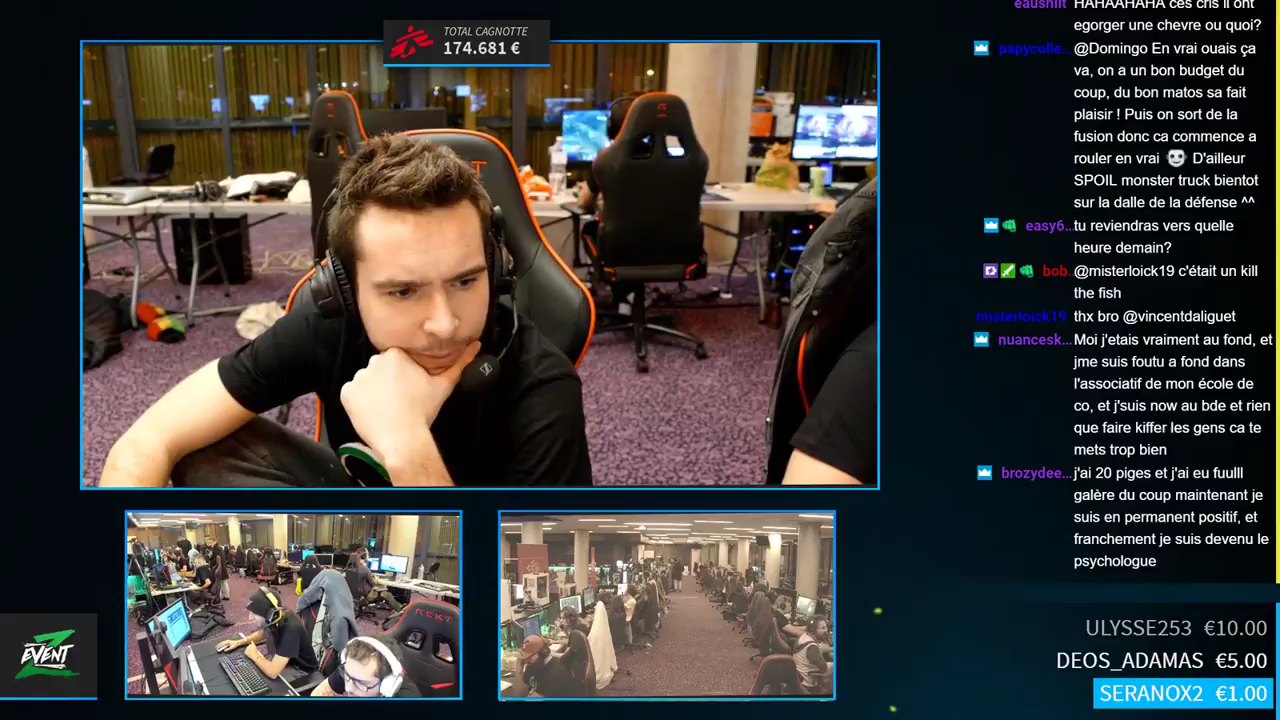 TOTAL CAGNOTTE
174.681 €
eaushiit HAHAAHAHA ces cris il ont
egorger une chevre ou quoi?
papycolle... @Domingo En vrai ouais ça
va, on a un bon budget du
coup, du bon matos sa fait
plaisir ! Puis on sort de la
fusion donc ca commence a
rouler en vrai D'ailleur
SPOIL monster truck bientot
sur la dalle de la défense ^^
easy6... tu reviendras vers quelle
heure demain?
bob... @misterloick19 c'était un kill
the fish
misterloick19 thx bro @vincentdaliguet
nuancesk... Moi j'etais vraiment au fond, et
jme suis foutu a fond dans
l'associatif de mon école de
co, et j'suis now au bde et rien
que faire kiffer les gens ca te
mets trop bien
brozydee... j'ai 20 piges et j'ai eu fuulll
galère du coup maintenant je
suis en permanent positif, et
franchement je suis devenu le
psychologue
Z
EVENT
ULYSSE253 €10.00
DEOS_ADAMAS €5.00
SERANOX2 €1.00